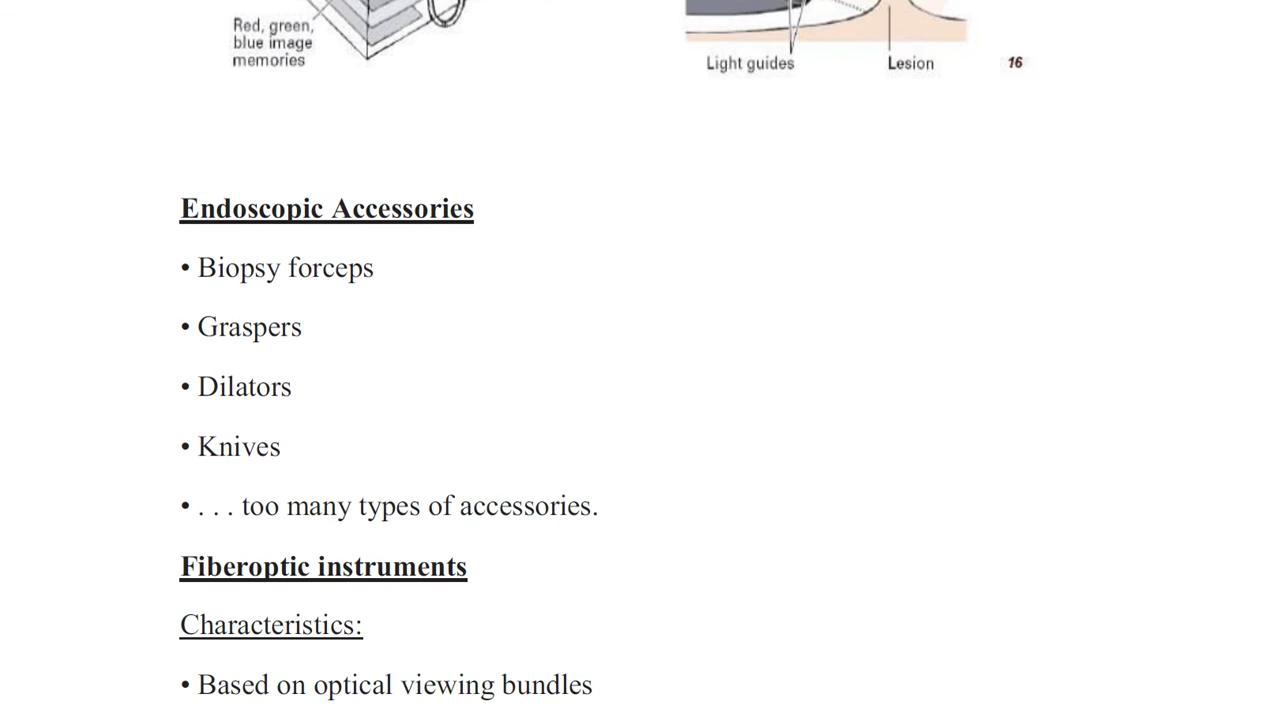 Red, green,
blue image
memories
Light guides
Lesion
16
Endoscopic Accessories
• Biopsy forceps
• Graspers
• Dilators
• Knives
• . . . too many types of accessories.
Fiberoptic instruments
Characteristics:
• Based on optical viewing bundles